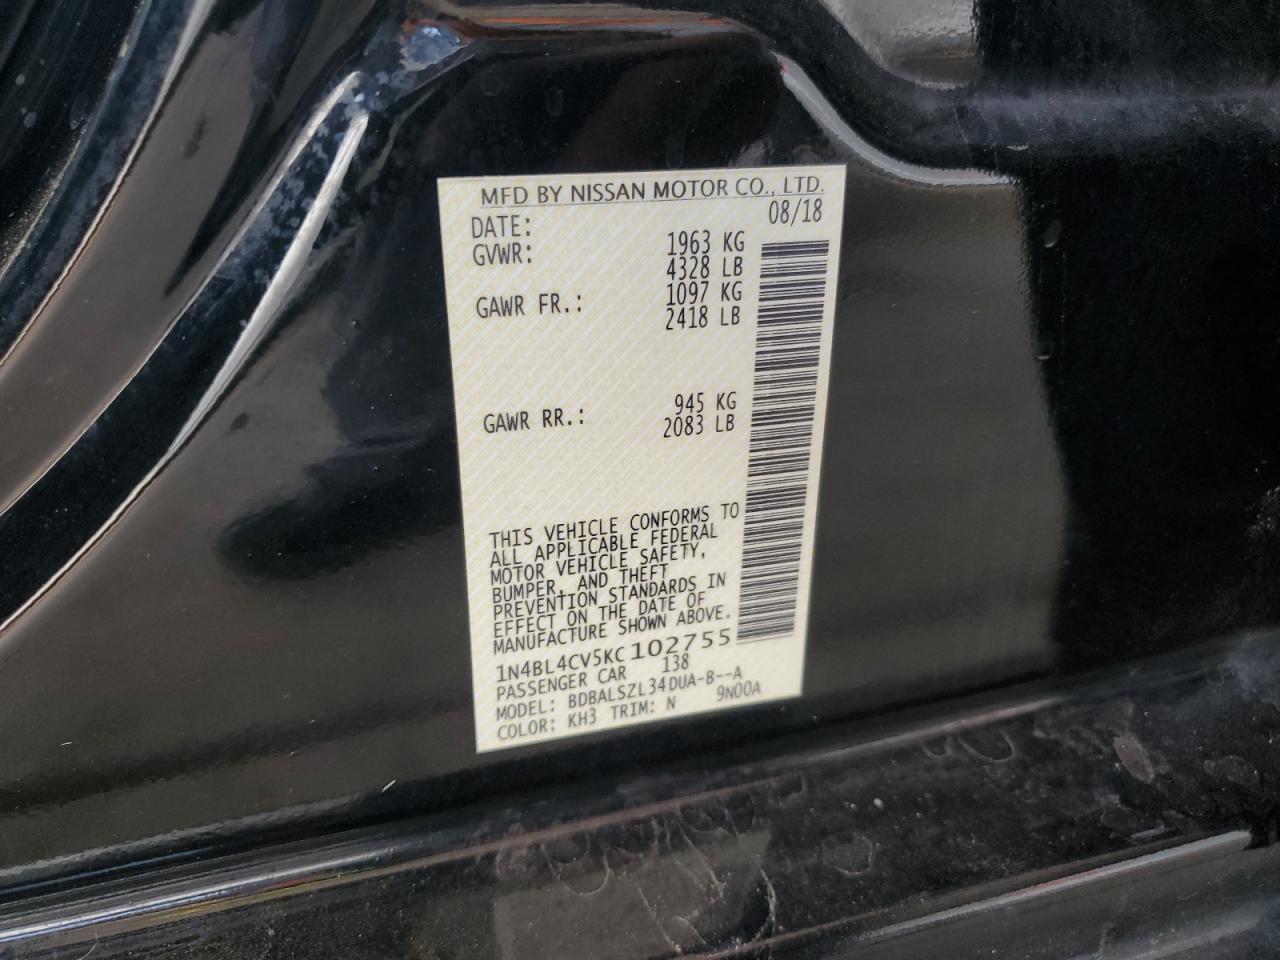 MFD BY NISSAN MOTOR CO., LTD.
DATE: 08/18
GVWR: 1963 KG
4328 LB
GAWR FR.: 1097 KG
2418 LB
GAWR RR.: 945 KG
2083 LB
THIS VEHICLE CONFORMS TO
ALL APPLICABLE FEDERAL
MOTOR VEHICLE SAFETY,
BUMPER, AND THEFT
PREVENTION STANDARDS IN
EFFECT ON THE DATE OF
MANUFACTURE SHOWN ABOVE.
1N4BL4CV5KC102755
PASSENGER CAR 138
MODEL: BDBALSZL34DUA-B--A
COLOR: KH3 TRIM: N 9N00A